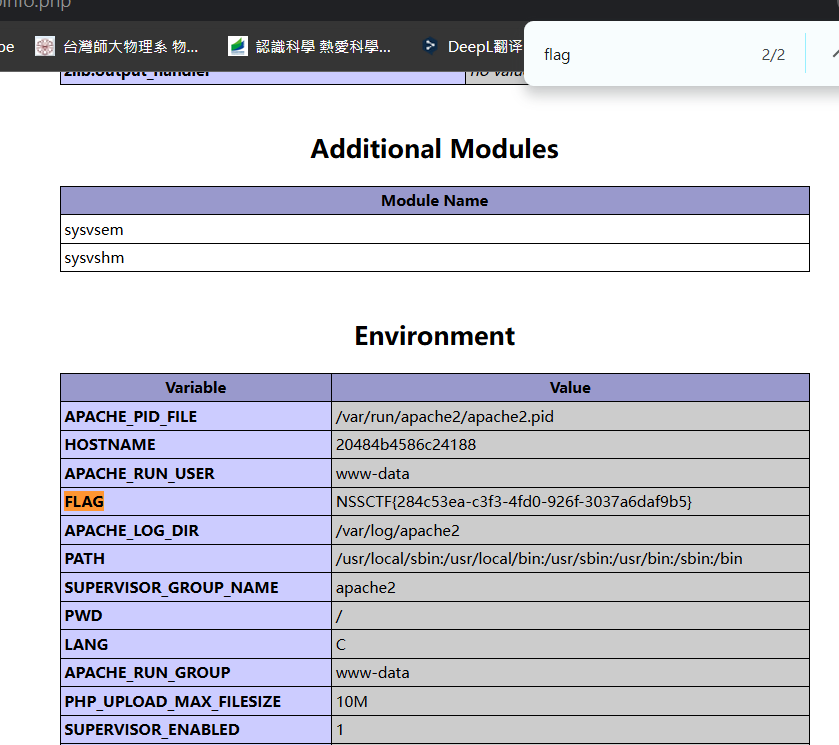 info.php
pe 台灣師大物理系 物... 認識科學 熱愛科學... DeepL翻译
flag 2/2
zlib.output_handler no value
Additional Modules
Module Name
sysvsem
sysvshm
Environment
Variable Value
APACHE_PID_FILE /var/run/apache2/apache2.pid
HOSTNAME 20484b4586c24188
APACHE_RUN_USER www-data
FLAG NSSCTF{284c53ea-c3f3-4fd0-926f-3037a6daf9b5}
APACHE_LOG_DIR /var/log/apache2
PATH /usr/local/sbin:/usr/local/bin:/usr/sbin:/usr/bin:/sbin:/bin
SUPERVISOR_GROUP_NAME apache2
PWD /
LANG C
APACHE_RUN_GROUP www-data
PHP_UPLOAD_MAX_FILESIZE 10M
SUPERVISOR_ENABLED 1